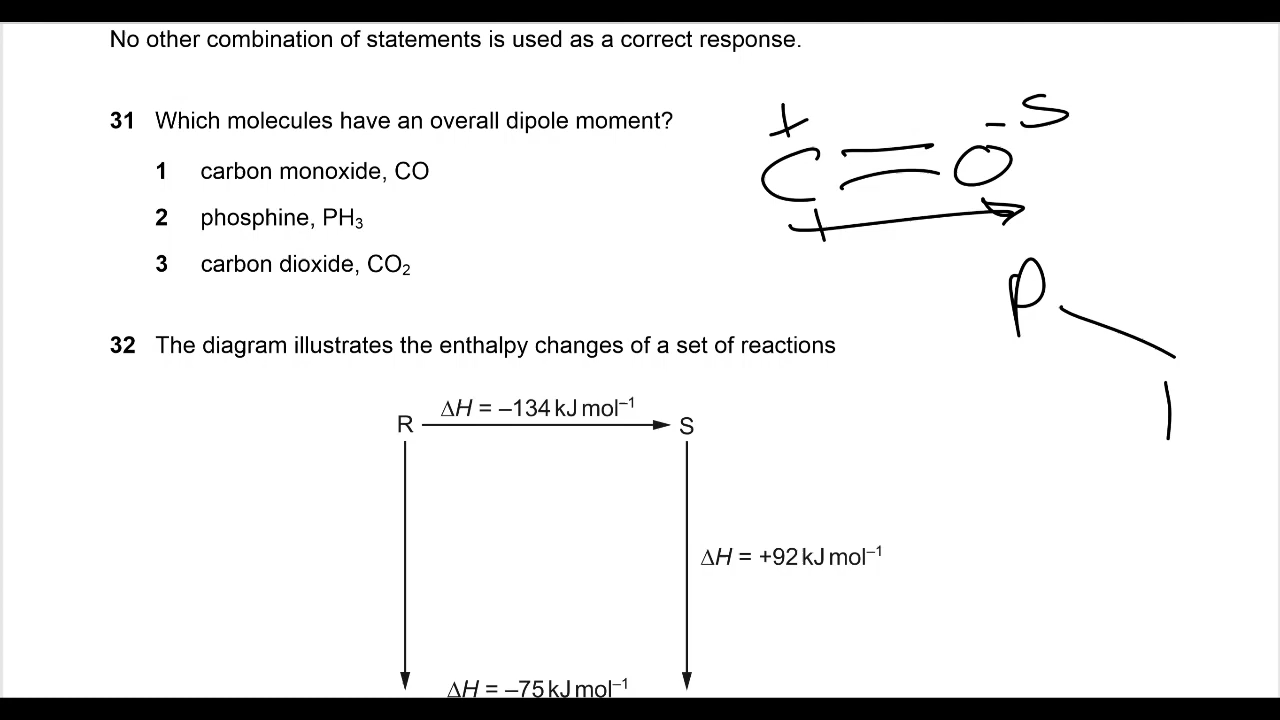 No other combination of statements is used as a correct response.
31 Which molecules have an overall dipole moment?
1 carbon monoxide, CO
2 phosphine, PH₃
3 carbon dioxide, CO₂
+ – S
C = O
P
32 The diagram illustrates the enthalpy changes of a set of reactions
ΔH = –134 kJ mol⁻¹
R S
ΔH = +92 kJ mol⁻¹
ΔH = –75 kJ mol⁻¹